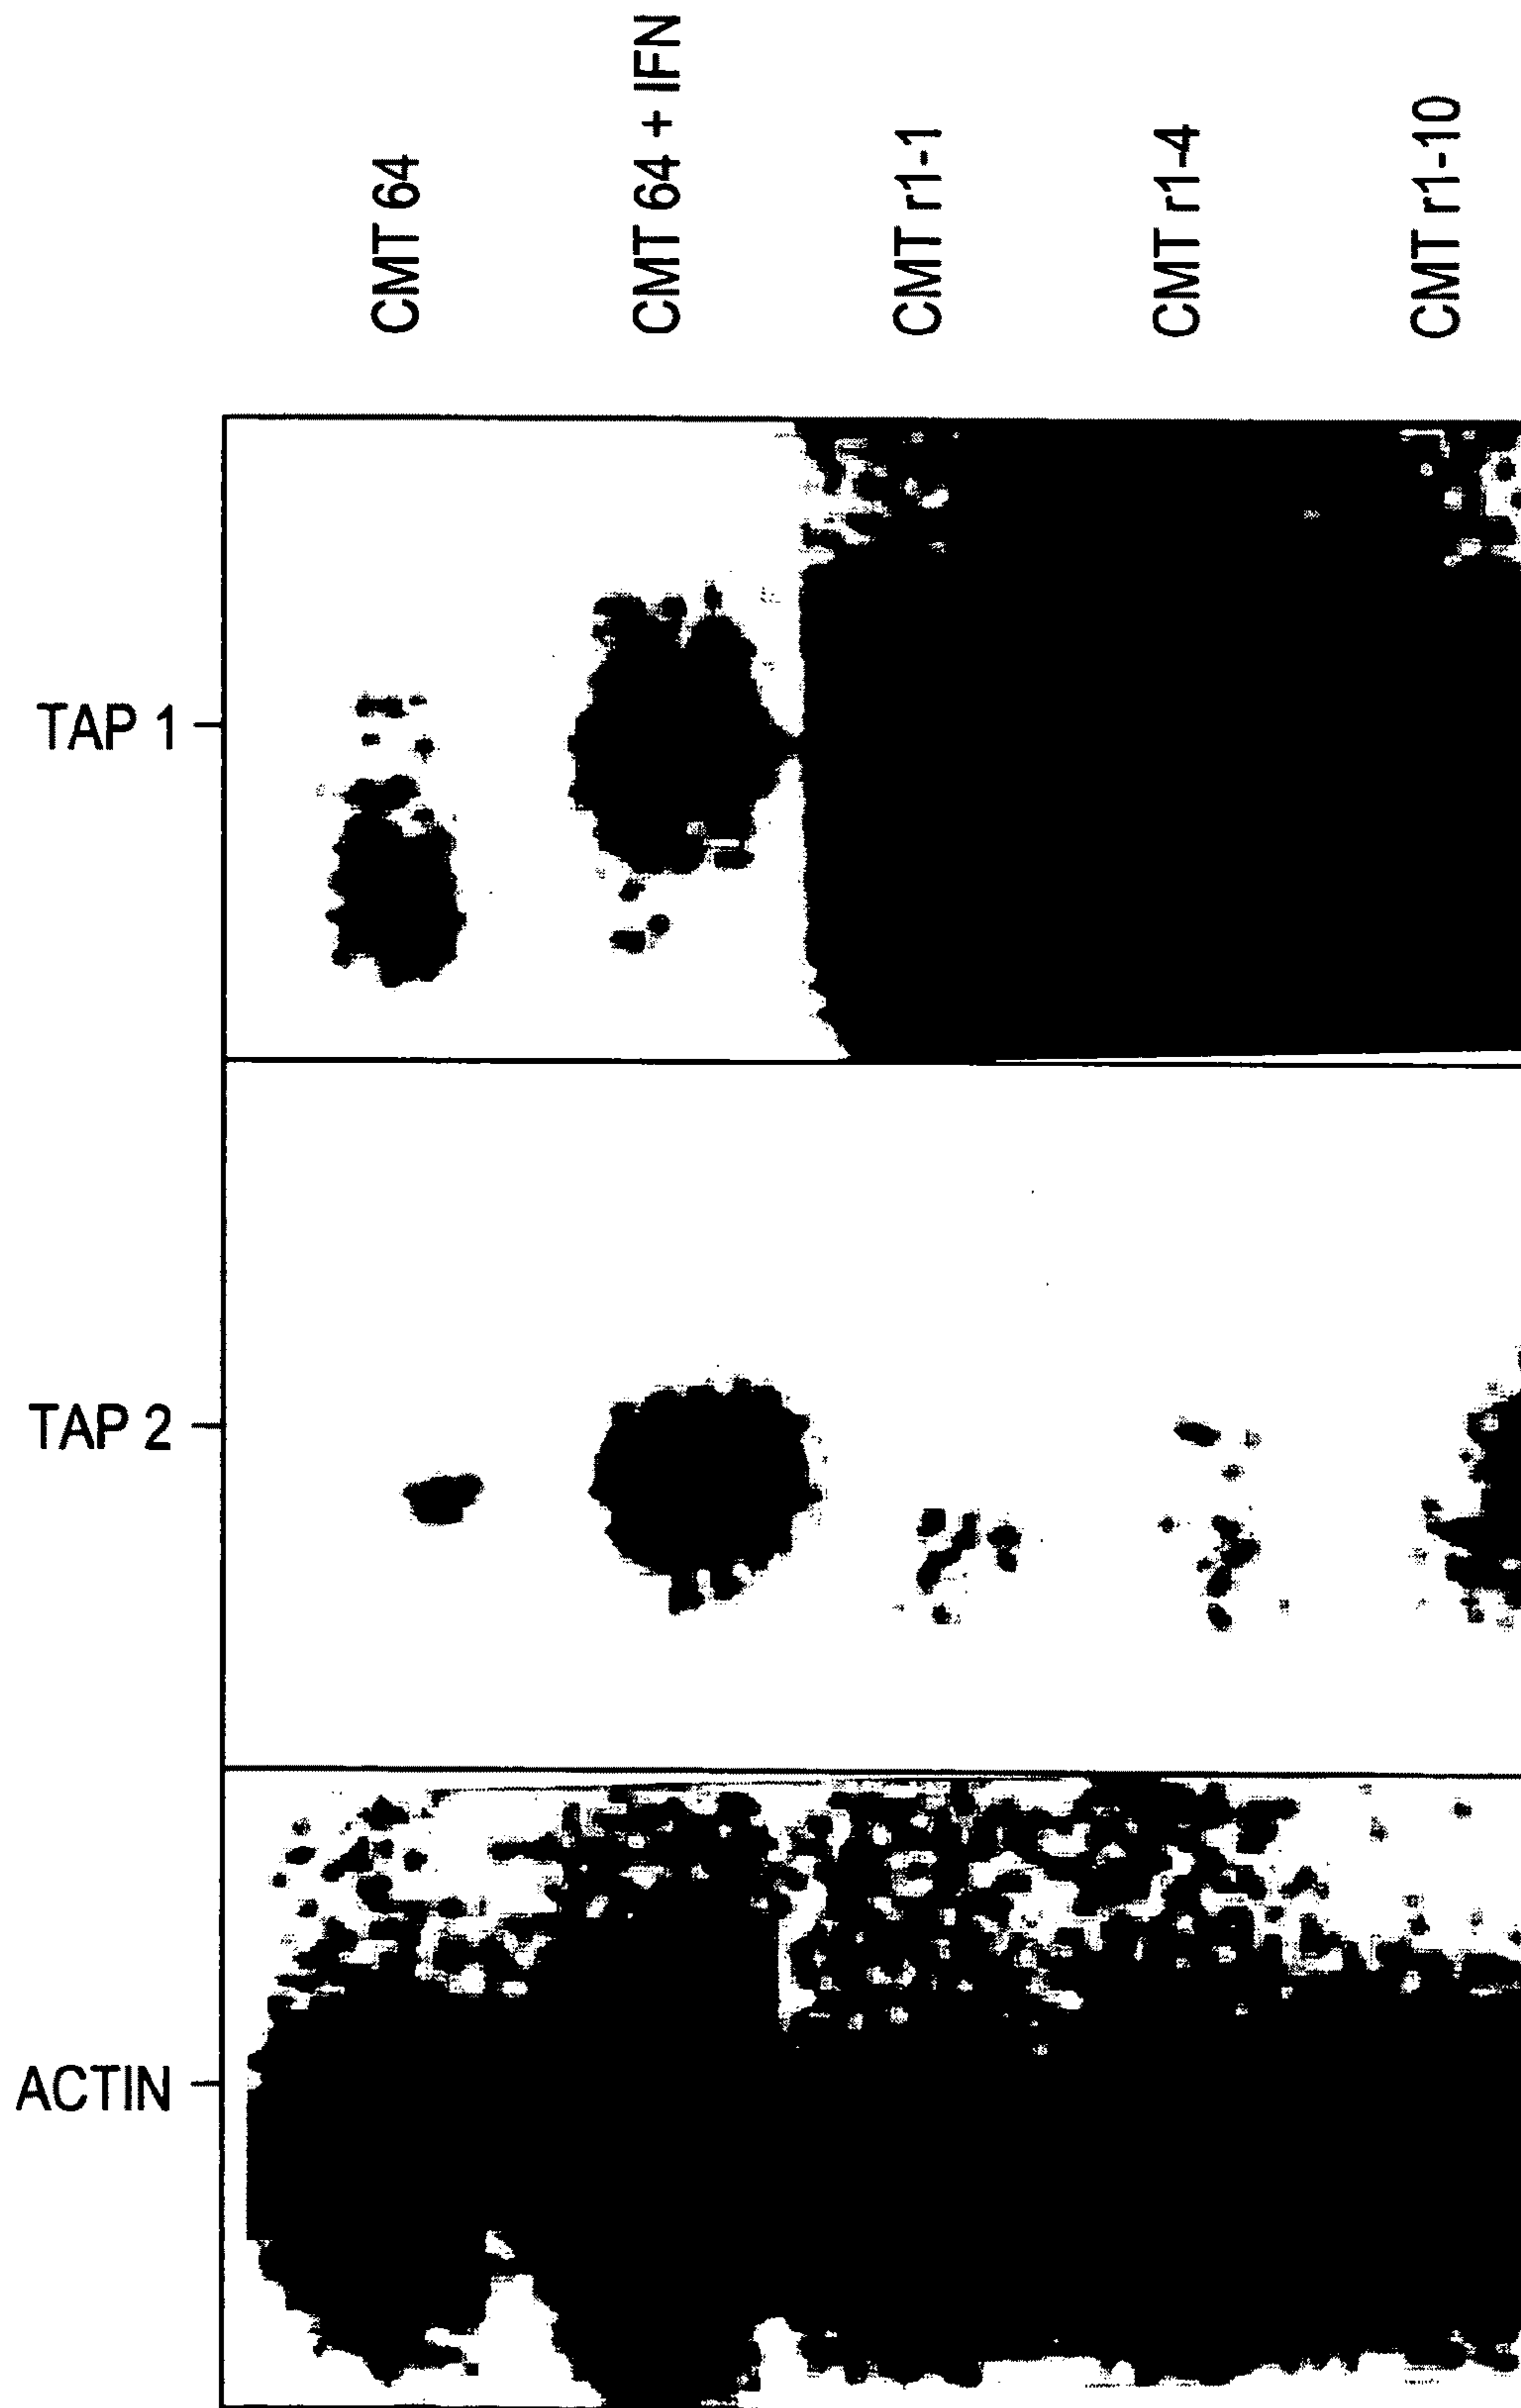 CMT 64
CMT 64 + IFN
CMT r1-1
CMT r1-4
CMT r1-10
TAP 1
TAP 2
ACTIN